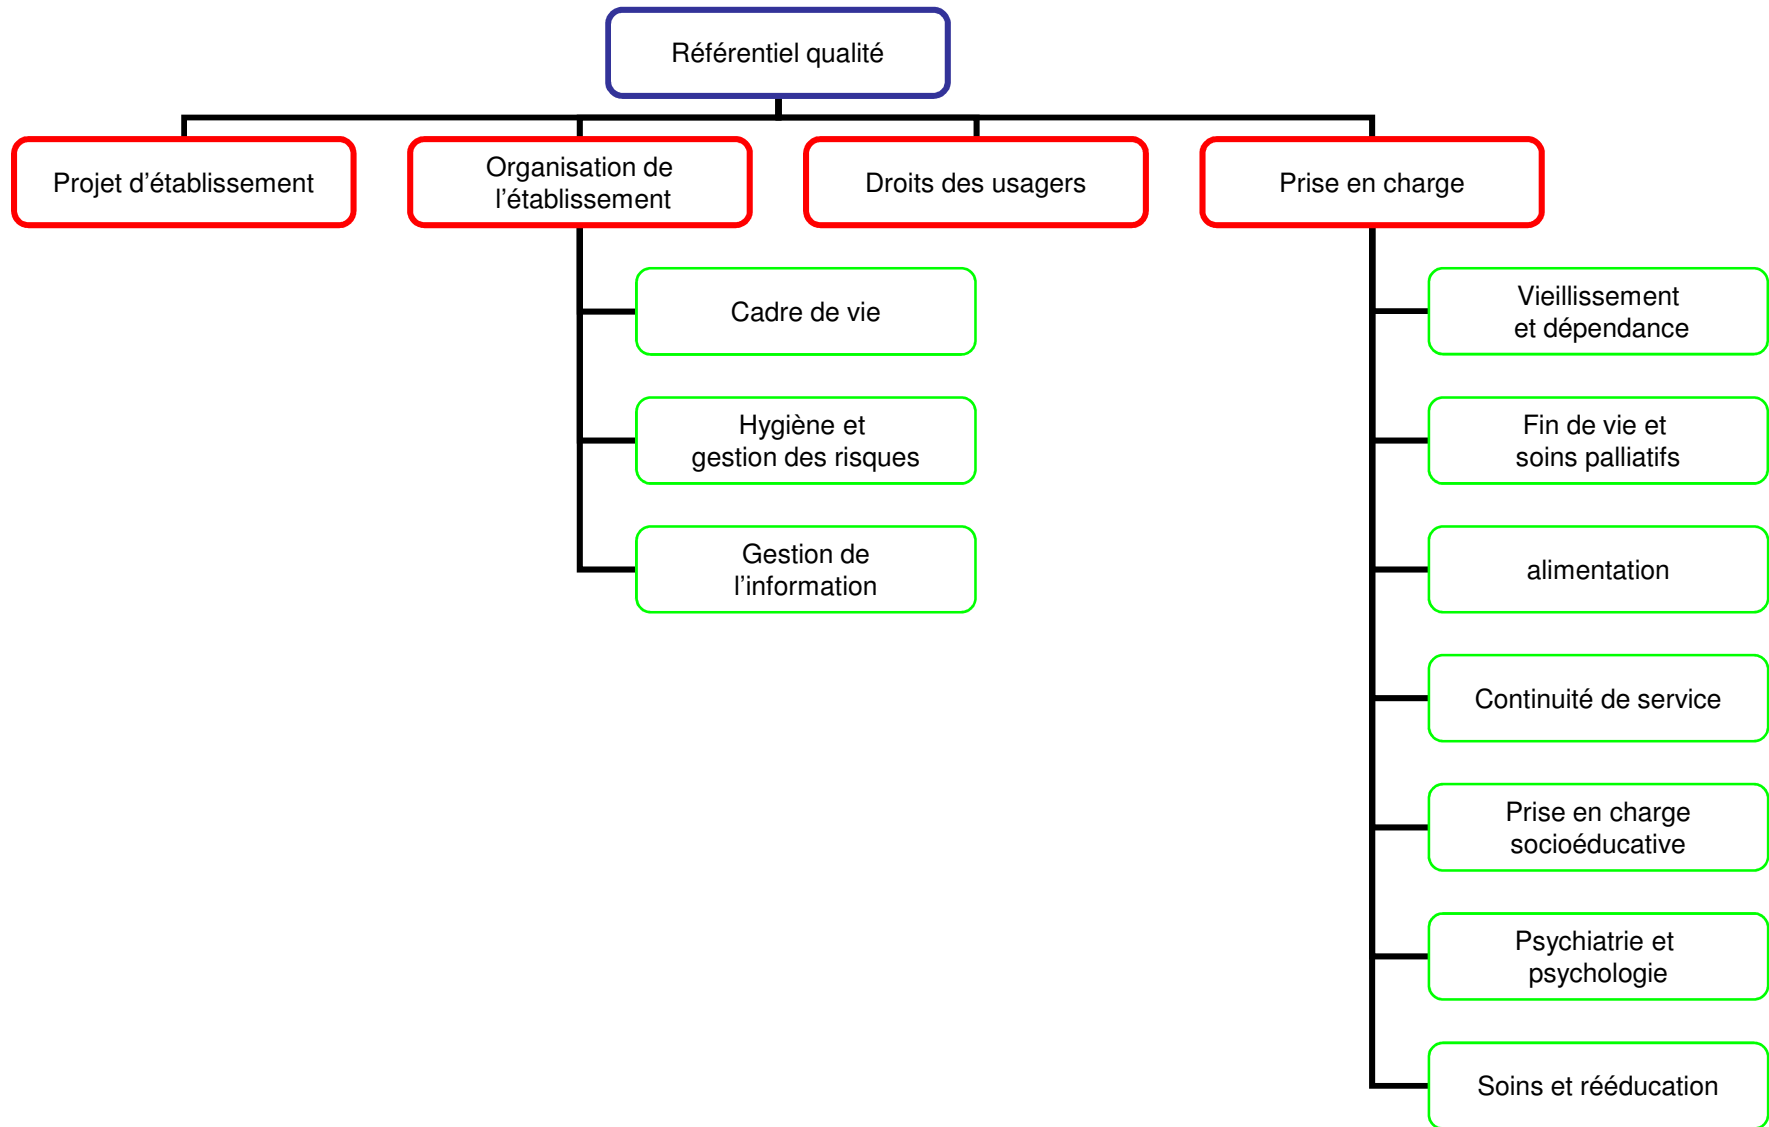 Référentiel qualité
Projet d'établissement
Organisation de
l'établissement
Droits des usagers
Prise en charge
Cadre de vie
Hygiène et
gestion des risques
Gestion de
l'information
Vieillissement
et dépendance
Fin de vie et
soins palliatifs
alimentation
Continuité de service
Prise en charge
socioéducative
Psychiatrie et
psychologie
Soins et rééducation